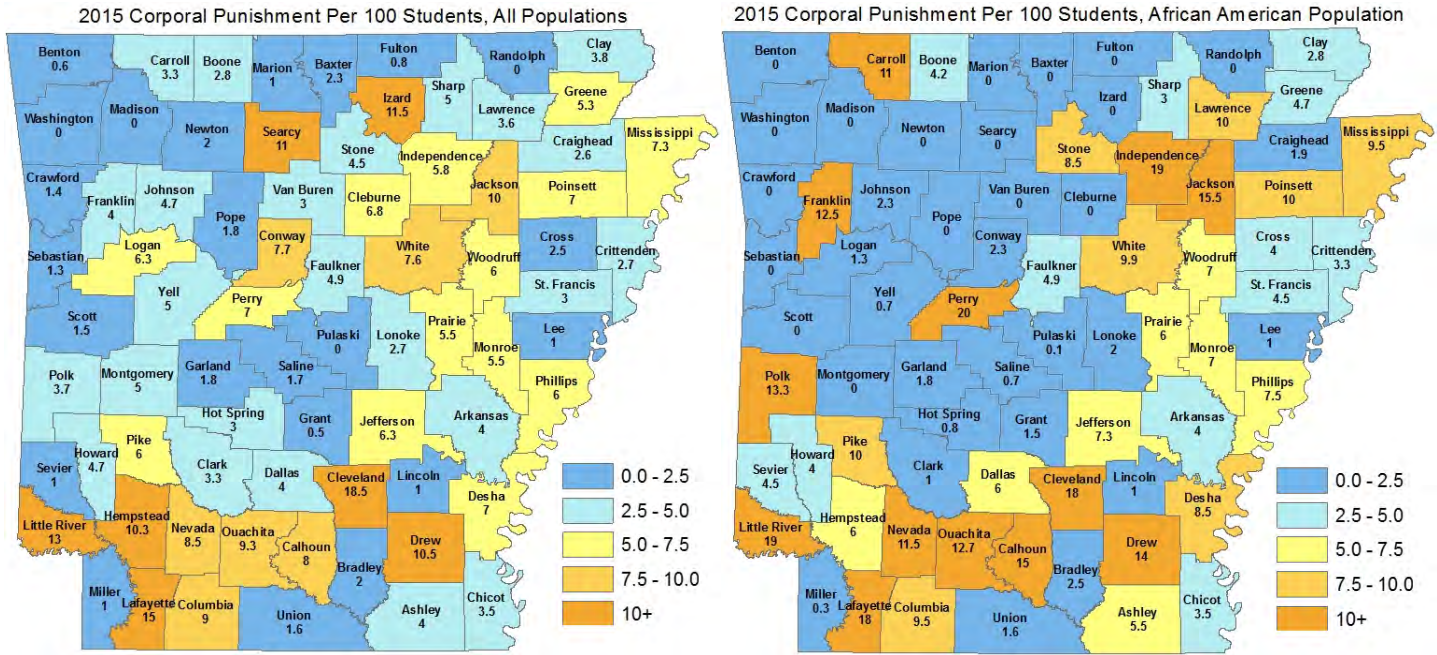 2015 Corporal Punishment Per 100 Students, All Populations
Benton
0.6
Carroll
3.3
Boone
2.8
Marion
1
Baxter
2.3
Fulton
0.8
Randolph
0
Clay
3.8
Washington
0
Madison
0
Newton
2
Searcy
11
Izard
11.5
Sharp
5
Lawrence
3.6
Greene
5.3
Stone
4.5
Independence
5.8
Craighead
2.6
Mississippi
7.3
Crawford
1.4
Franklin
4
Johnson
4.7
Pope
1.8
Van Buren
3
Cleburne
6.8
Jackson
10
Poinsett
7
Sebastian
1.3
Logan
6.3
Conway
7.7
Faulkner
4.9
White
7.6
Woodruff
6
Cross
2.5
Crittenden
2.7
St. Francis
3
Scott
1.5
Yell
5
Perry
7
Pulaski
0
Lonoke
2.7
Prairie
5.5
Monroe
5.5
Lee
1
Polk
3.7
Montgomery
5
Garland
1.8
Saline
1.7
Phillips
6
Hot Spring
3
Grant
0.5
Jefferson
6.3
Arkansas
4
Sevier
1
Howard
4.7
Pike
6
Clark
3.3
Dallas
4
Cleveland
18.5
Lincoln
1
Desha
7
Little River
13
Hempstead
10.3
Nevada
8.5
Ouachita
9.3
Calhoun
8
Bradley
2
Drew
10.5
Miller
1
Lafayette
15
Columbia
9
Union
1.6
Ashley
4
Chicot
3.5
0.0 - 2.5
2.5 - 5.0
5.0 - 7.5
7.5 - 10.0
10+
2015 Corporal Punishment Per 100 Students, African American Population
Benton
0
Carroll
11
Boone
4.2
Marion
0
Baxter
0
Fulton
0
Randolph
0
Clay
2.8
Washington
0
Madison
0
Newton
0
Searcy
0
Izard
0
Sharp
3
Lawrence
10
Greene
4.7
Stone
8.5
Independence
19
Craighead
1.9
Mississippi
9.5
Crawford
0
Franklin
12.5
Johnson
2.3
Pope
0
Van Buren
0
Cleburne
0
Jackson
15.5
Poinsett
10
Sebastian
0
Logan
1.3
Conway
2.3
Faulkner
4.9
White
9.9
Woodruff
7
Cross
4
Crittenden
3.3
St. Francis
4.5
Scott
0
Yell
0.7
Perry
20
Pulaski
0.1
Lonoke
2
Prairie
6
Monroe
7
Lee
1
Polk
13.3
Montgomery
0
Garland
1.8
Saline
0.7
Phillips
7.5
Hot Spring
0.8
Grant
1.5
Jefferson
7.3
Arkansas
4
Sevier
4.5
Howard
4
Pike
10
Clark
1
Dallas
6
Cleveland
18
Lincoln
1
Desha
8.5
Little River
19
Hempstead
6
Nevada
11.5
Ouachita
12.7
Calhoun
15
Bradley
2.5
Drew
14
Miller
0.3
Lafayette
18
Columbia
9.5
Union
1.6
Ashley
5.5
Chicot
3.5
0.0 - 2.5
2.5 - 5.0
5.0 - 7.5
7.5 - 10.0
10+